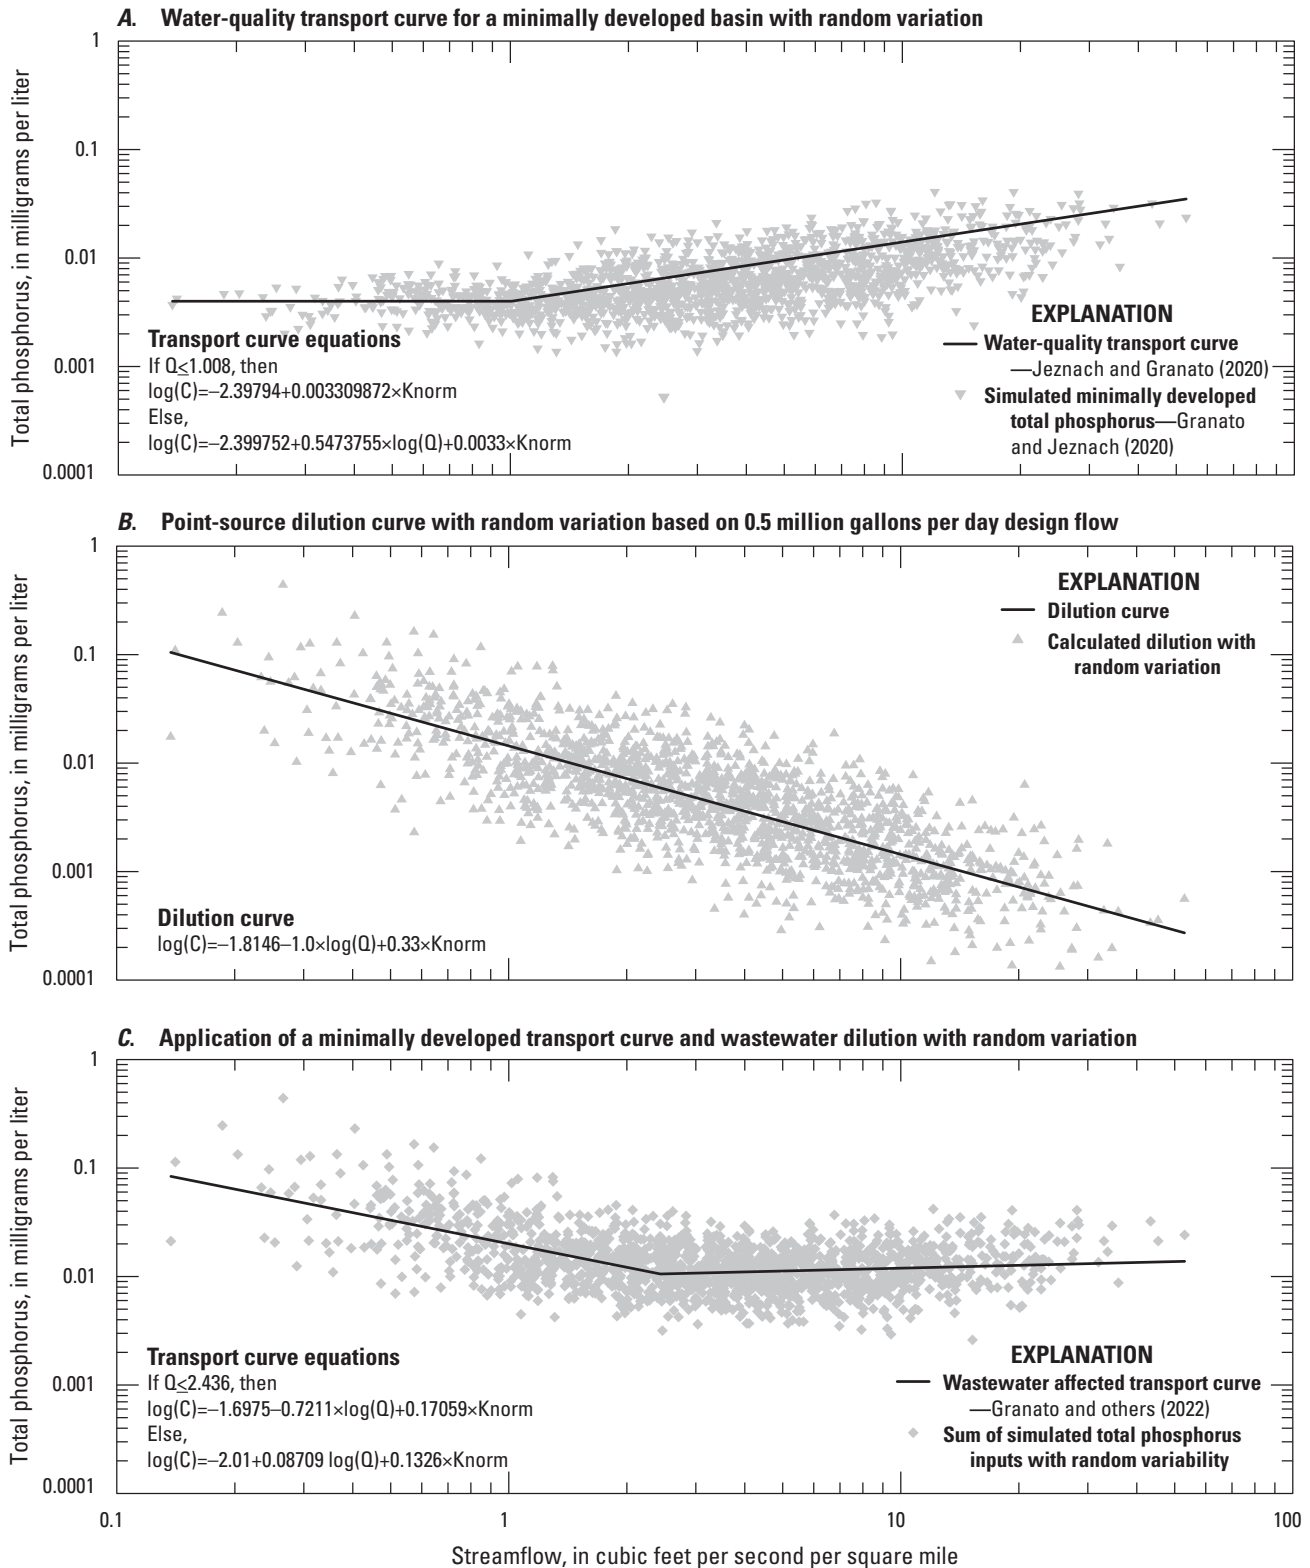 A. Water-quality transport curve for a minimally developed basin with random variation
1
0.1
0.01
0.001
0.0001
Total phosphorus, in milligrams per liter
Transport curve equations
If Q≤1.008, then
log(C)=–2.39794+0.003309872×Knorm
Else,
log(C)=–2.399752+0.5473755×log(Q)+0.0033×Knorm
EXPLANATION
Water-quality transport curve
—Jeznach and Granato (2020)
Simulated minimally developed
total phosphorus—Granato
and Jeznach (2020)
B. Point-source dilution curve with random variation based on 0.5 million gallons per day design flow
1
0.1
0.01
0.001
0.0001
Total phosphorus, in milligrams per liter
EXPLANATION
Dilution curve
Calculated dilution with
random variation
Dilution curve
log(C)=–1.8146–1.0×log(Q)+0.33×Knorm
C. Application of a minimally developed transport curve and wastewater dilution with random variation
1
0.1
0.01
0.001
0.0001
Total phosphorus, in milligrams per liter
Transport curve equations
If Q≤2.436, then
log(C)=–1.6975–0.7211×log(Q)+0.17059×Knorm
Else,
log(C)=–2.01+0.08709 log(Q)+0.1326×Knorm
EXPLANATION
Wastewater affected transport curve
—Granato and others (2022)
Sum of simulated total phosphorus
inputs with random variability
0.1 1 10 100
Streamflow, in cubic feet per second per square mile